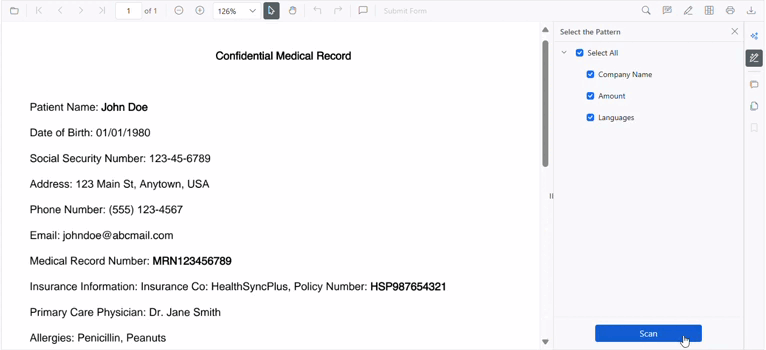 1 of 1 126% Submit Form
Select the Pattern
Select All
Company Name
Amount
Languages
Scan
Confidential Medical Record
Patient Name: John Doe
Date of Birth: 01/01/1980
Social Security Number: 123-45-6789
Address: 123 Main St, Anytown, USA
Phone Number: (555) 123-4567
Email: johndoe@abcmail.com
Medical Record Number: MRN123456789
Insurance Information: Insurance Co: HealthSyncPlus, Policy Number: HSP987654321
Primary Care Physician: Dr. Jane Smith
Allergies: Penicillin, Peanuts